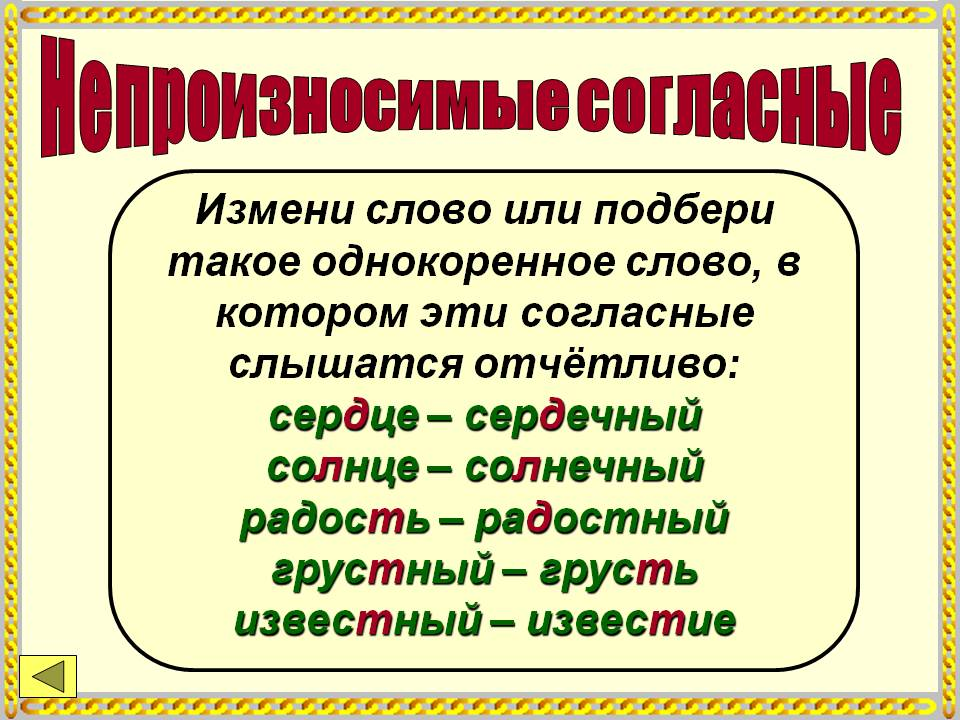 Непроизносимые согласные
Измени слово или подбери
такое однокоренное слово, в
котором эти согласные
слышатся отчётливо:
сердце – сердечный
солнце – солнечный
радость – радостный
грустный – грусть
известный – известие